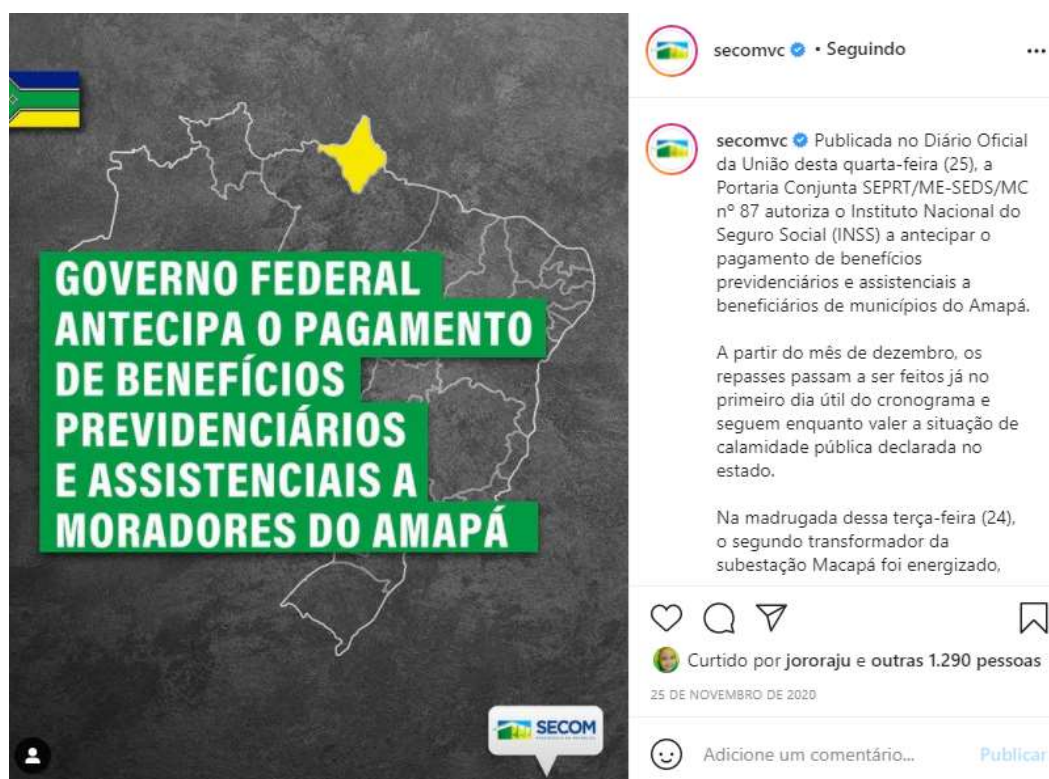 GOVERNO FEDERAL
ANTECIPA O PAGAMENTO
DE BENEFÍCIOS
PREVIDENCIÁRIOS
E ASSISTENCIAIS A
MORADORES DO AMAPÁ
SECOM
secomvc • Seguindo
secomvc Publicada no Diário Oficial
da União desta quarta-feira (25), a
Portaria Conjunta SEPRT/ME-SEDS/MC
nº 87 autoriza o Instituto Nacional do
Seguro Social (INSS) a antecipar o
pagamento de benefícios
previdenciários e assistenciais a
beneficiários de municípios do Amapá.
A partir do mês de dezembro, os
repasses passam a ser feitos já no
primeiro dia útil do cronograma e
seguem enquanto valer a situação de
calamidade pública declarada no
estado.
Na madrugada dessa terça-feira (24),
o segundo transformador da
subestação Macapá foi energizado,
Curtido por jororaju e outras 1.290 pessoas
25 DE NOVEMBRO DE 2020
Adicione um comentário... Publicar